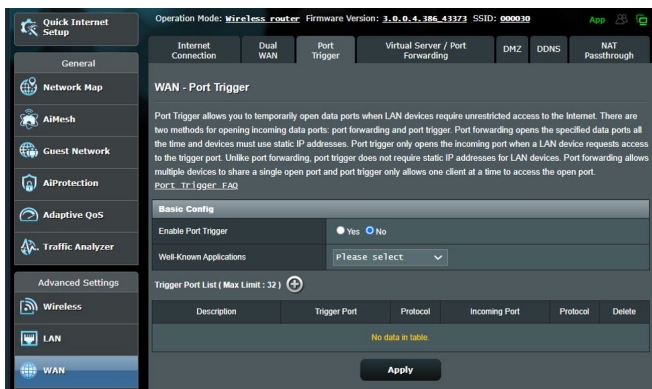 Quick Internet
Setup
Operation Mode: Wireless router Firmware Version: 3.0.0.4.386_43373 SSID: 000030
App
General
Network Map
AiMesh
Guest Network
AiProtection
Adaptive QoS
Traffic Analyzer
Advanced Settings
Wireless
LAN
WAN
Internet
Connection
Dual
WAN
Port
Trigger
Virtual Server / Port
Forwarding
DMZ
DDNS
NAT
Passthrough
WAN - Port Trigger
Port Trigger allows you to temporarily open data ports when LAN devices require unrestricted access to the Internet. There are
two methods for opening incoming data ports: port forwarding and port trigger. Port forwarding opens the specified data ports all
the time and devices must use static IP addresses. Port trigger only opens the incoming port when a LAN device requests access
to the trigger port. Unlike port forwarding, port trigger does not require static IP addresses for LAN devices. Port forwarding allows
multiple devices to share a single open port and port trigger only allows one client at a time to access the open port.
Port Trigger FAQ
Basic Config
Enable Port Trigger Yes No
Well-Known Applications Please select
Trigger Port List ( Max Limit : 32 )
Description Trigger Port Protocol Incoming Port Protocol Delete
No data in table.
Apply